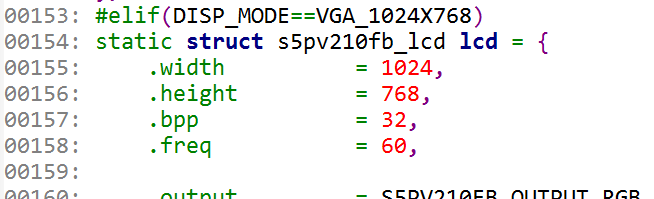 00153: #elif(DISP_MODE==VGA_1024X768)
00154: static struct s5pv210fb_lcd lcd = {
00155: .width = 1024,
00156: .height = 768,
00157: .bpp = 32,
00158: .freq = 60,
00159:
00160: .output = S5PV210FB_OUTPUT_RGB